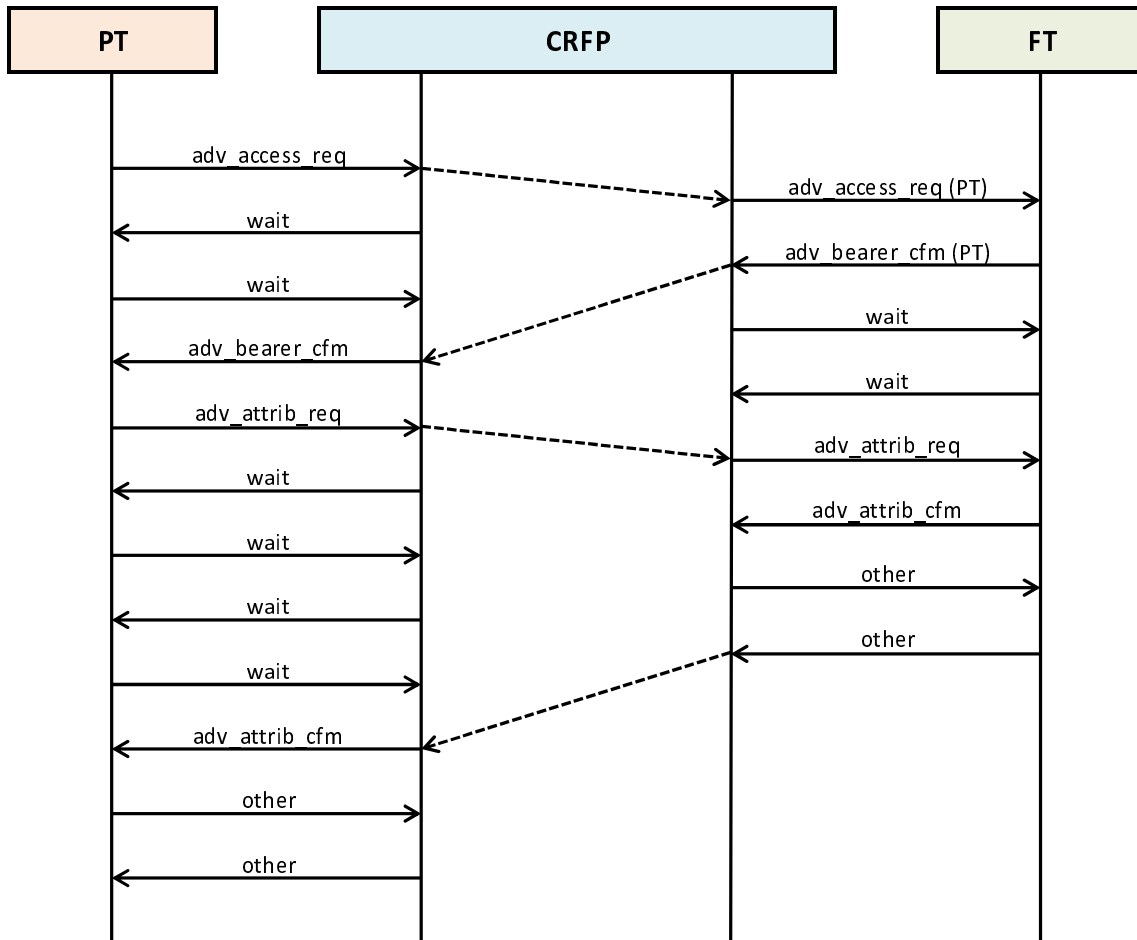 PT
CRFP
FT
adv_access_req
adv_access_req (PT)
wait
adv_bearer_cfm (PT)
wait
wait
adv_bearer_cfm
wait
adv_attrib_req
adv_attrib_req
wait
adv_attrib_cfm
wait
other
wait
other
wait
adv_attrib_cfm
other
other